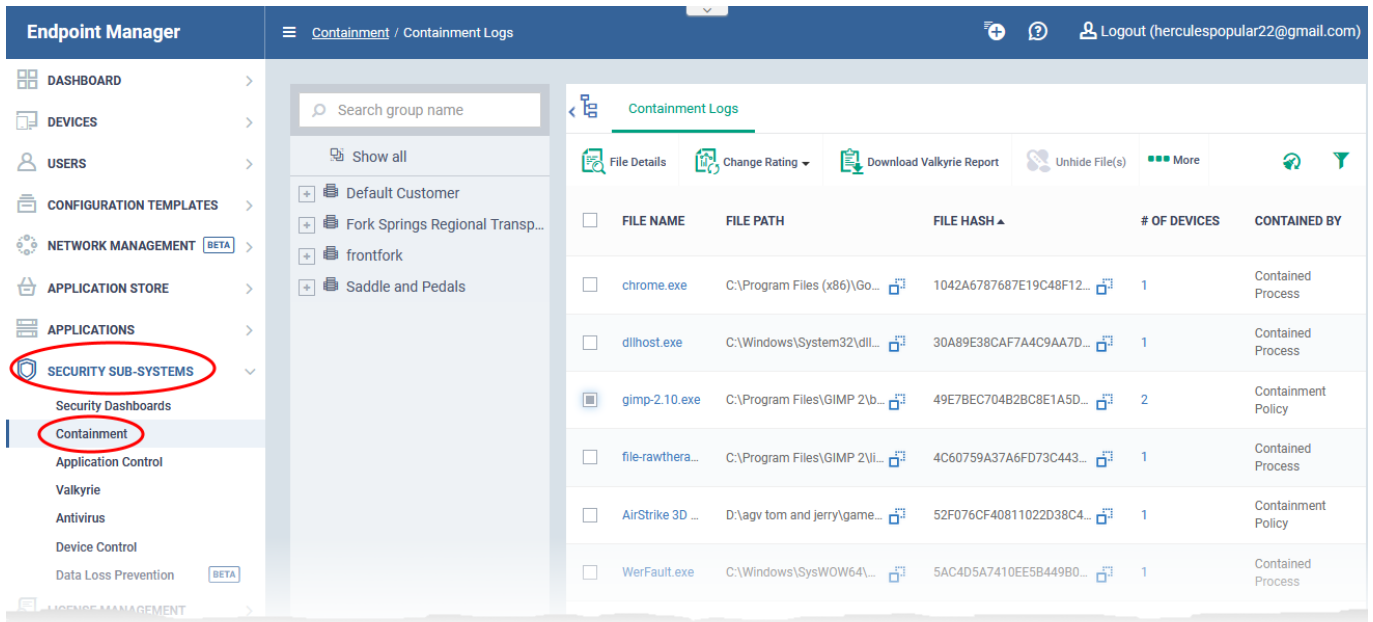 Endpoint Manager
Containment / Containment Logs
Logout (herculespopular22@gmail.com)
DASHBOARD
DEVICES
USERS
CONFIGURATION TEMPLATES
NETWORK MANAGEMENT BETA
APPLICATION STORE
APPLICATIONS
SECURITY SUB-SYSTEMS
Security Dashboards
Containment
Application Control
Valkyrie
Antivirus
Device Control
Data Loss Prevention BETA
LICENSE MANAGEMENT
Search group name
Show all
Default Customer
Fork Springs Regional Transp...
frontfork
Saddle and Pedals
Containment Logs
File Details Change Rating Download Valkyrie Report Unhide File(s) More
FILE NAME FILE PATH FILE HASH # OF DEVICES CONTAINED BY
chrome.exe C:\Program Files (x86)\Go... 1042A6787687E19C48F12... 1 Contained
Process
dllhost.exe C:\Windows\System32\dll... 30A89E38CAF7A4C9AA7D... 1 Contained
Process
gimp-2.10.exe C:\Program Files\GIMP 2\b... 49E7BEC704B2BC8E1A5D... 2 Containment
Policy
file-rawthera... C:\Program Files\GIMP 2\li... 4C60759A37A6FD73C443... 1 Contained
Process
AirStrike 3D ... D:\agv tom and jerry\game... 52F076CF40811022D38C4... 1 Containment
Policy
WerFault.exe C:\Windows\SysWOW64\... 5AC4D5A7410EE5B449B0... 1 Contained
Process